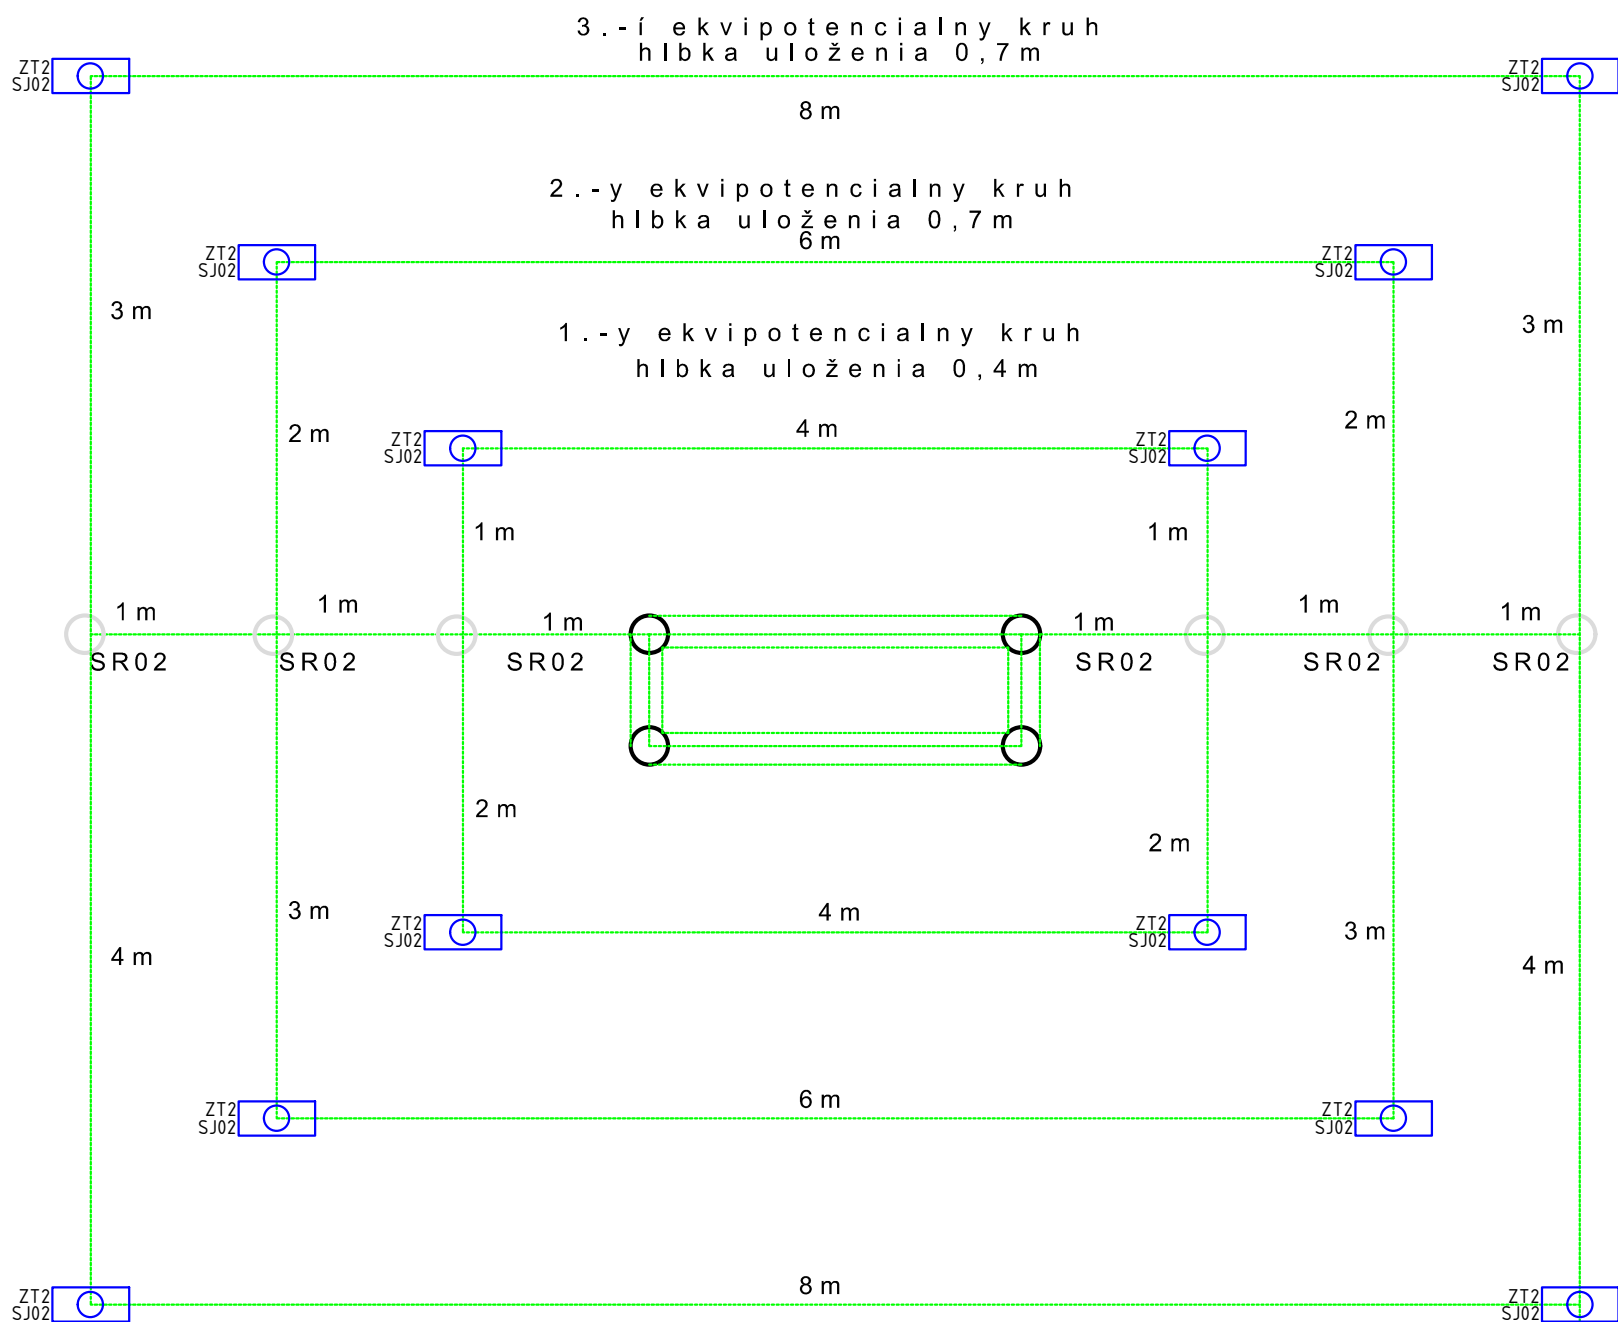 3.-í ekvipotencialny kruh
hlbka uloženia 0,7m
ZT2
SJ02
ZT2
SJ02
8 m
2.-y ekvipotencialny kruh
hlbka uloženia 0,7m
6 m
ZT2
SJ02
ZT2
SJ02
3 m
3 m
1.-y ekvipotencialny kruh
hlbka uloženia 0,4m
2 m
4 m
2 m
ZT2
SJ02
ZT2
SJ02
1 m
1 m
1 m
1 m
1 m
1 m
1 m
1 m
SR02
SR02
SR02
SR02
SR02
SR02
2 m
2 m
3 m
4 m
3 m
ZT2
SJ02
ZT2
SJ02
4 m
4 m
6 m
ZT2
SJ02
ZT2
SJ02
8 m
ZT2
SJ02
ZT2
SJ02